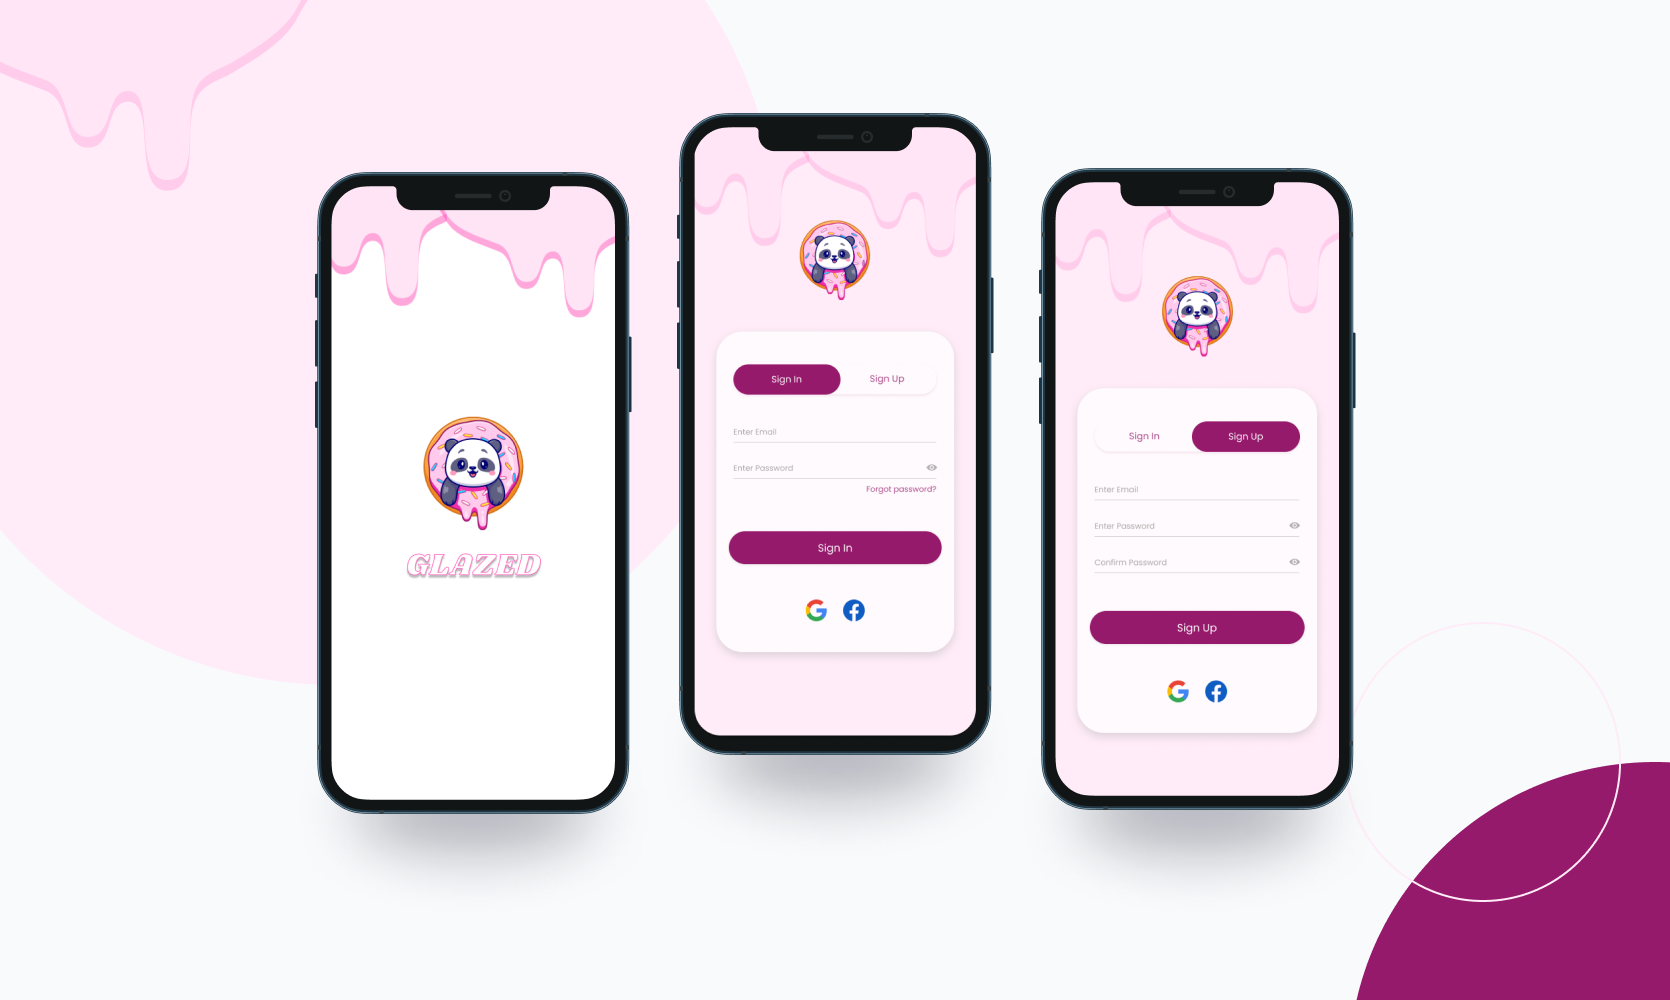 GLAZED
Sign In
Sign Up
Enter Email
Enter Password
Forgot password?
Sign In
Sign In
Sign Up
Enter Email
Enter Password
Confirm Password
Sign Up